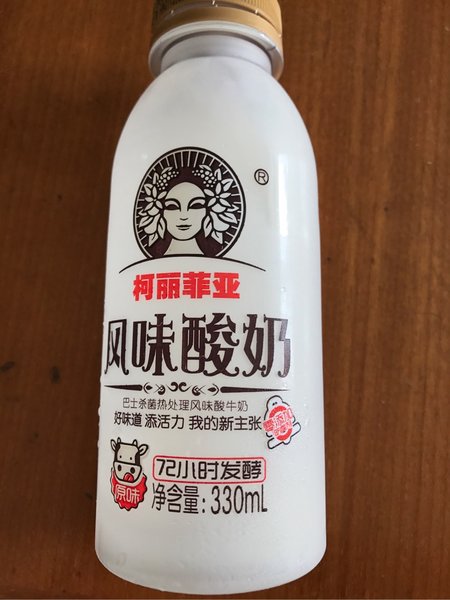 ®
柯丽菲亚
风味酸奶
巴士杀菌热处理风味酸牛奶
好味道 添活力 我的新主张
72小时发酵
原味
净含量:330mL